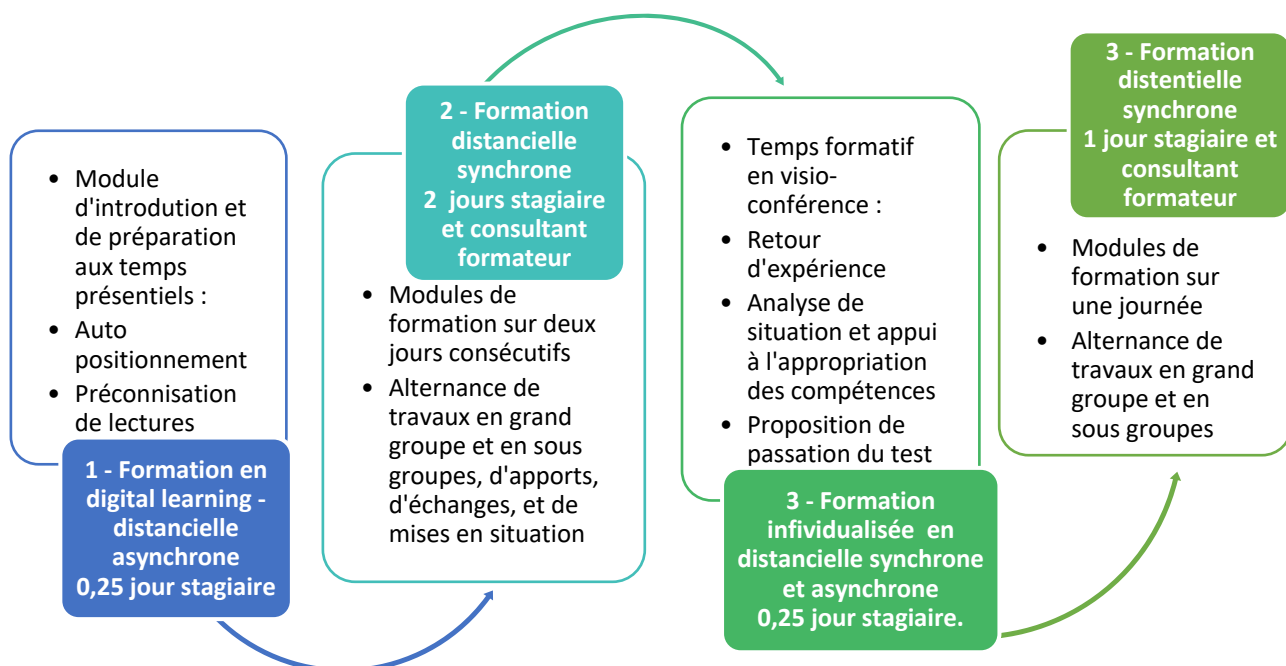 • Module
d'introdution et
de préparation
aux temps
présentiels :
• Auto
positionnement
• Préconnisation
de lectures
1 - Formation en
digital learning -
distancielle
asynchrone
0,25 jour stagiaire
2 - Formation
distancielle
synchrone
2 jours stagiaire
et consultant
formateur
• Modules de
formation sur deux
jours consécutifs
• Alternance de
travaux en grand
groupe et en sous
groupes, d'apports,
d'échanges, et de
mises en situation
• Temps formatif
en visio-
conférence :
• Retour
d'expérience
• Analyse de
situation et appui
à l'appropriation
des compétences
• Proposition de
passation du test
3 - Formation
infividualisée en
distancielle synchrone
et asynchrone
0,25 jour stagiaire.
3 - Formation
distentielle
synchrone
1 jour stagiaire et
consultant
formateur
• Modules de
formation sur
une journée
• Alternance de
travaux en grand
groupe et en
sous groupes